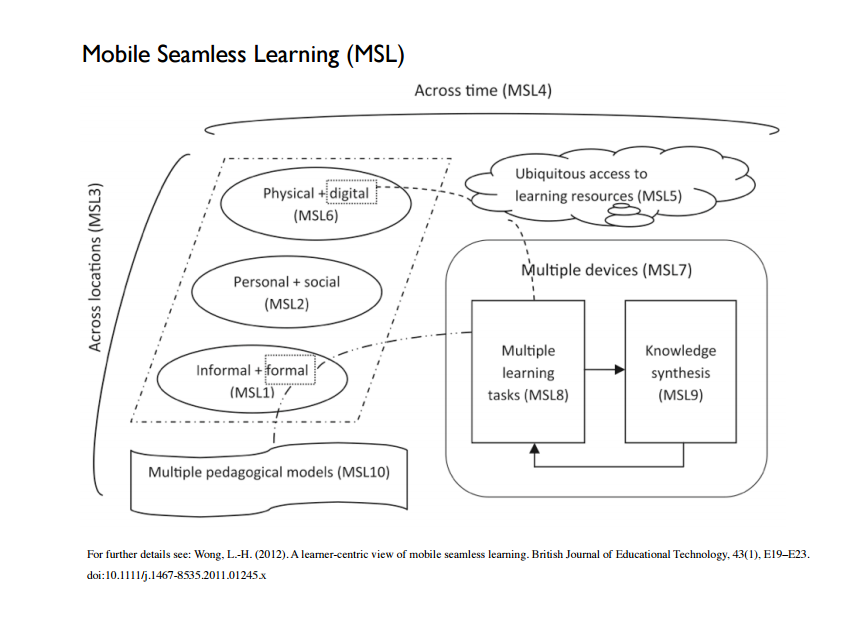 Mobile Seamless Learning (MSL)
Across time (MSL4)
Across locations (MSL3)
Physical + digital
(MSL6)
Ubiquitous access to
learning resources (MSL5)
Personal + social
(MSL2)
Informal + formal
(MSL1)
Multiple pedagogical models (MSL10)
Multiple devices (MSL7)
Multiple
learning
tasks (MSL8)
Knowledge
synthesis
(MSL9)
For further details see: Wong, L.-H. (2012). A learner-centric view of mobile seamless learning. British Journal of Educational Technology, 43(1), E19–E23.
doi:10.1111/j.1467-8535.2011.01245.x